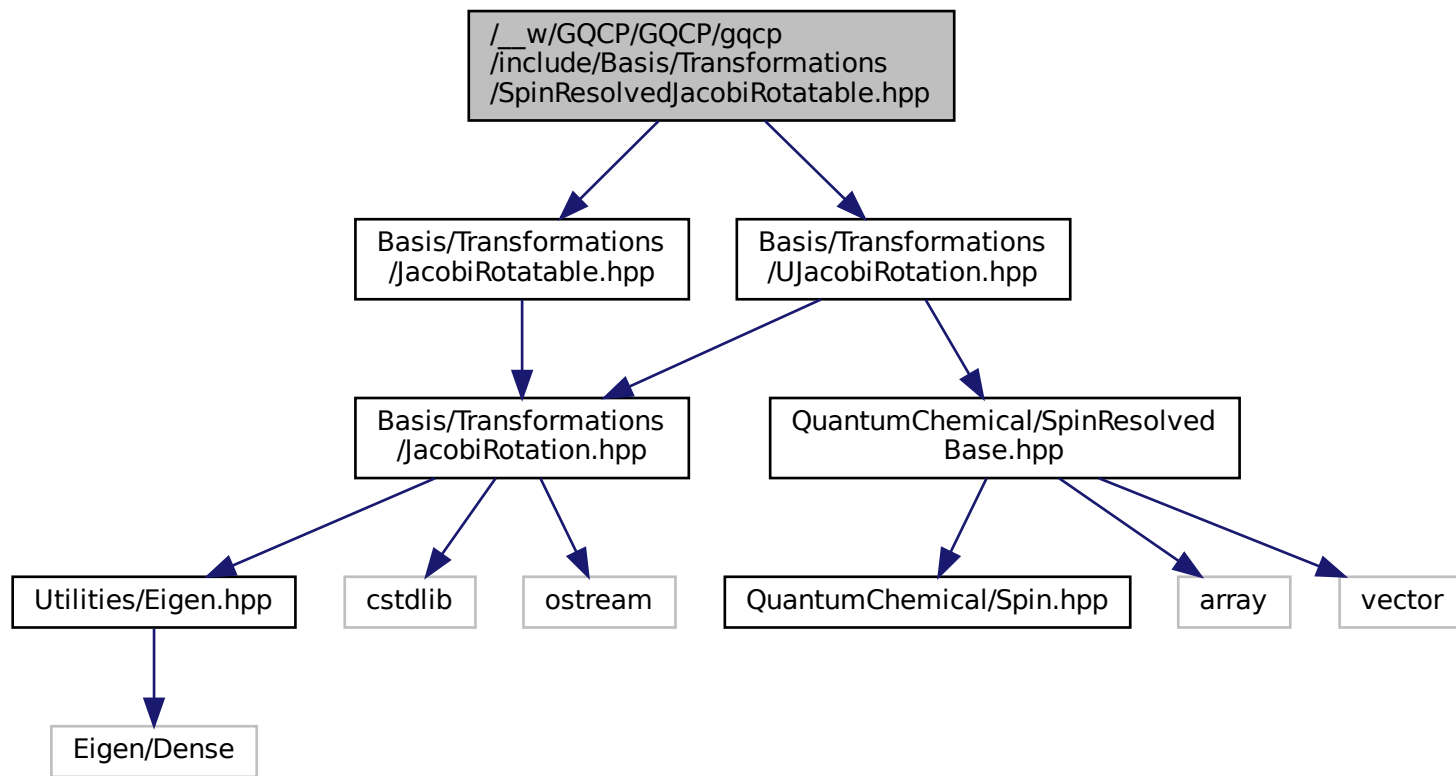 /__w/GQCP/GQCP/gqcp
/include/Basis/Transformations
/SpinResolvedJacobiRotatable.hpp
Basis/Transformations
/JacobiRotatable.hpp
Basis/Transformations
/UJacobiRotation.hpp
Basis/Transformations
/JacobiRotation.hpp
QuantumChemical/SpinResolved
Base.hpp
Utilities/Eigen.hpp
cstdlib
ostream
QuantumChemical/Spin.hpp
array
vector
Eigen/Dense